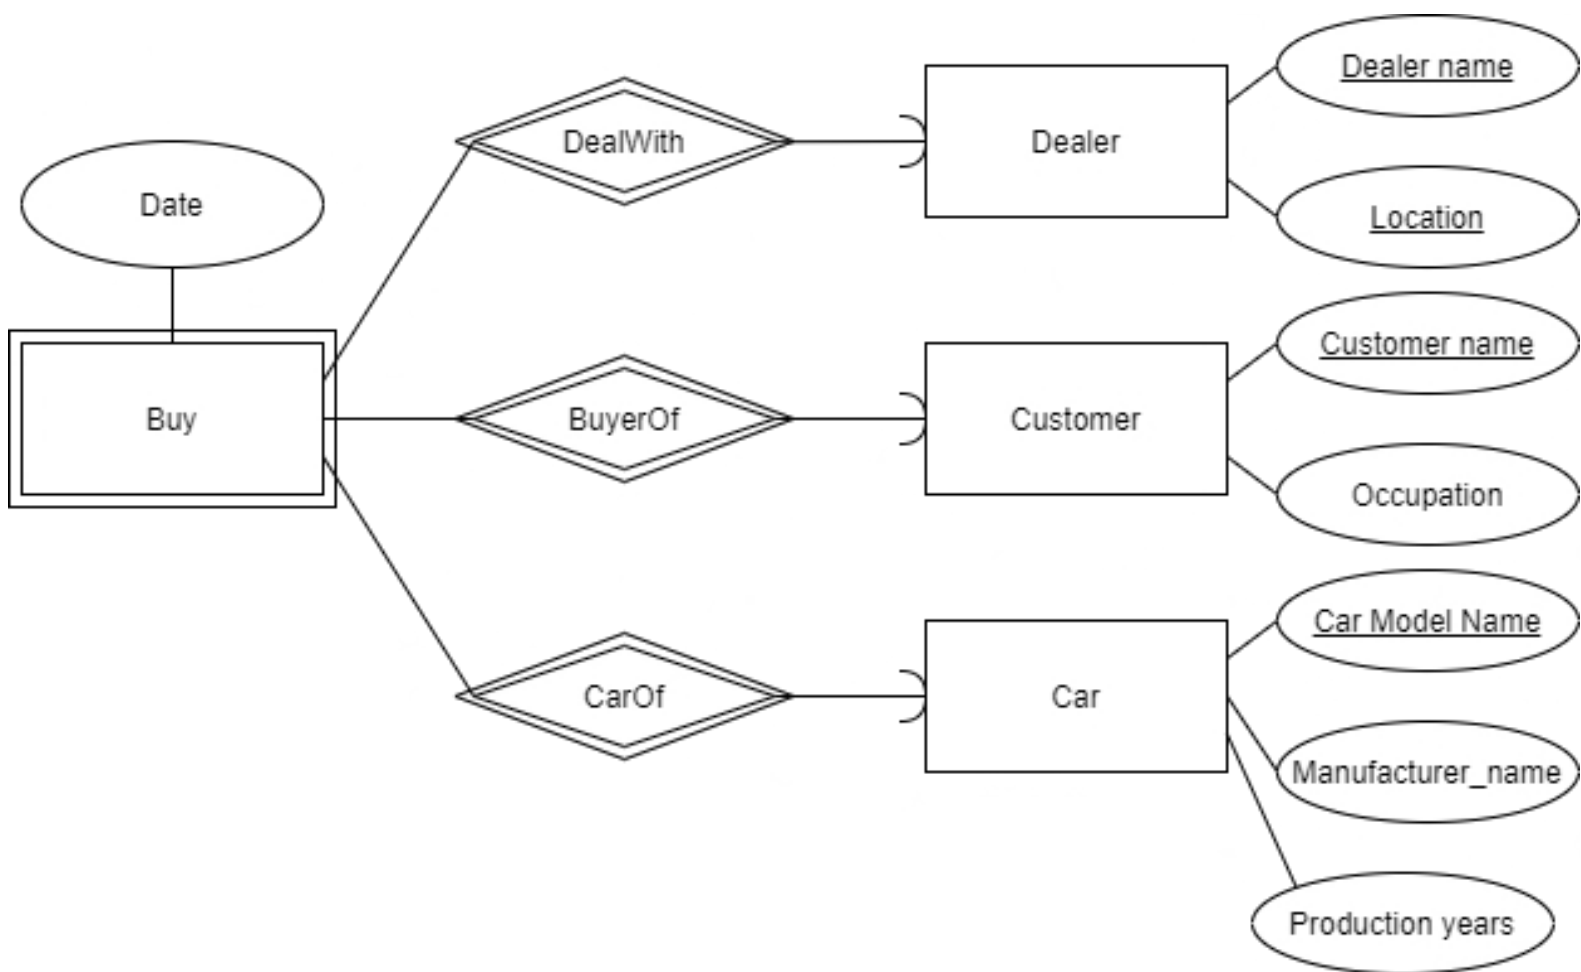 Dealer name
DealWith
Dealer
Date
Location
Customer name
Buy
BuyerOf
Customer
Occupation
Car Model Name
CarOf
Car
Manufacturer_name
Production years